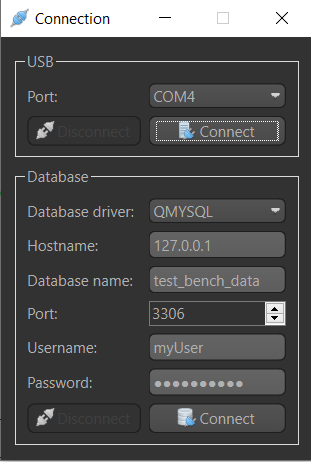 Connection
USB
Port: COM4
Disconnect Connect
Database
Database driver: QMYSQL
Hostname: 127.0.0.1
Database name: test_bench_data
Port: 3306
Username: myUser
Password: ●●●●●●●●●●
Disconnect Connect